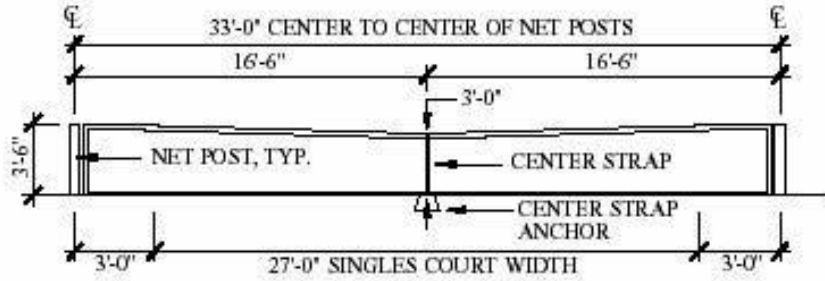 ℄ ℄
33'-0" CENTER TO CENTER OF NET POSTS
16'-6" 16'-6"
3'-0"
3'-6"
NET POST, TYP. CENTER STRAP
CENTER STRAP
ANCHOR
3'-0" 27'-0" SINGLES COURT WIDTH 3'-0"